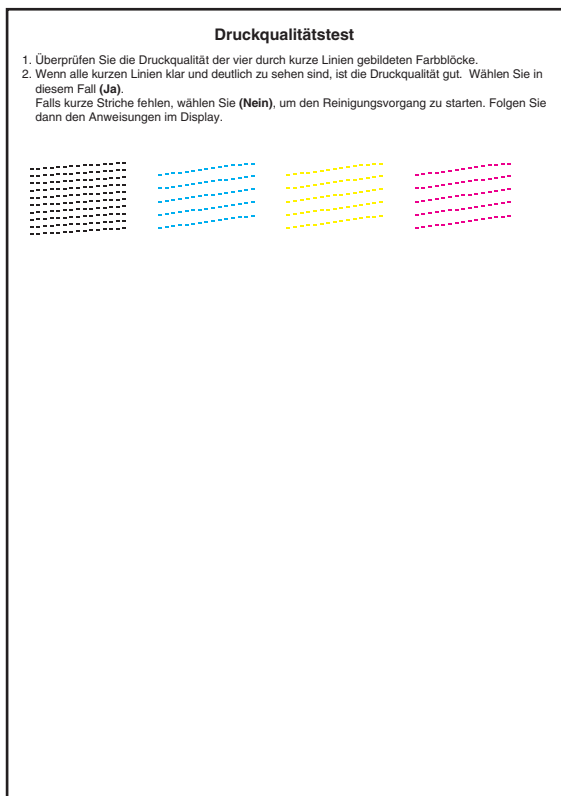 Druckqualitätstest
1. Überprüfen Sie die Druckqualität der vier durch kurze Linien gebildeten Farbblöcke.
2. Wenn alle kurzen Linien klar und deutlich zu sehen sind, ist die Druckqualität gut. Wählen Sie in
diesem Fall (Ja).
Falls kurze Striche fehlen, wählen Sie (Nein), um den Reinigungsvorgang zu starten. Folgen Sie
dann den Anweisungen im Display.